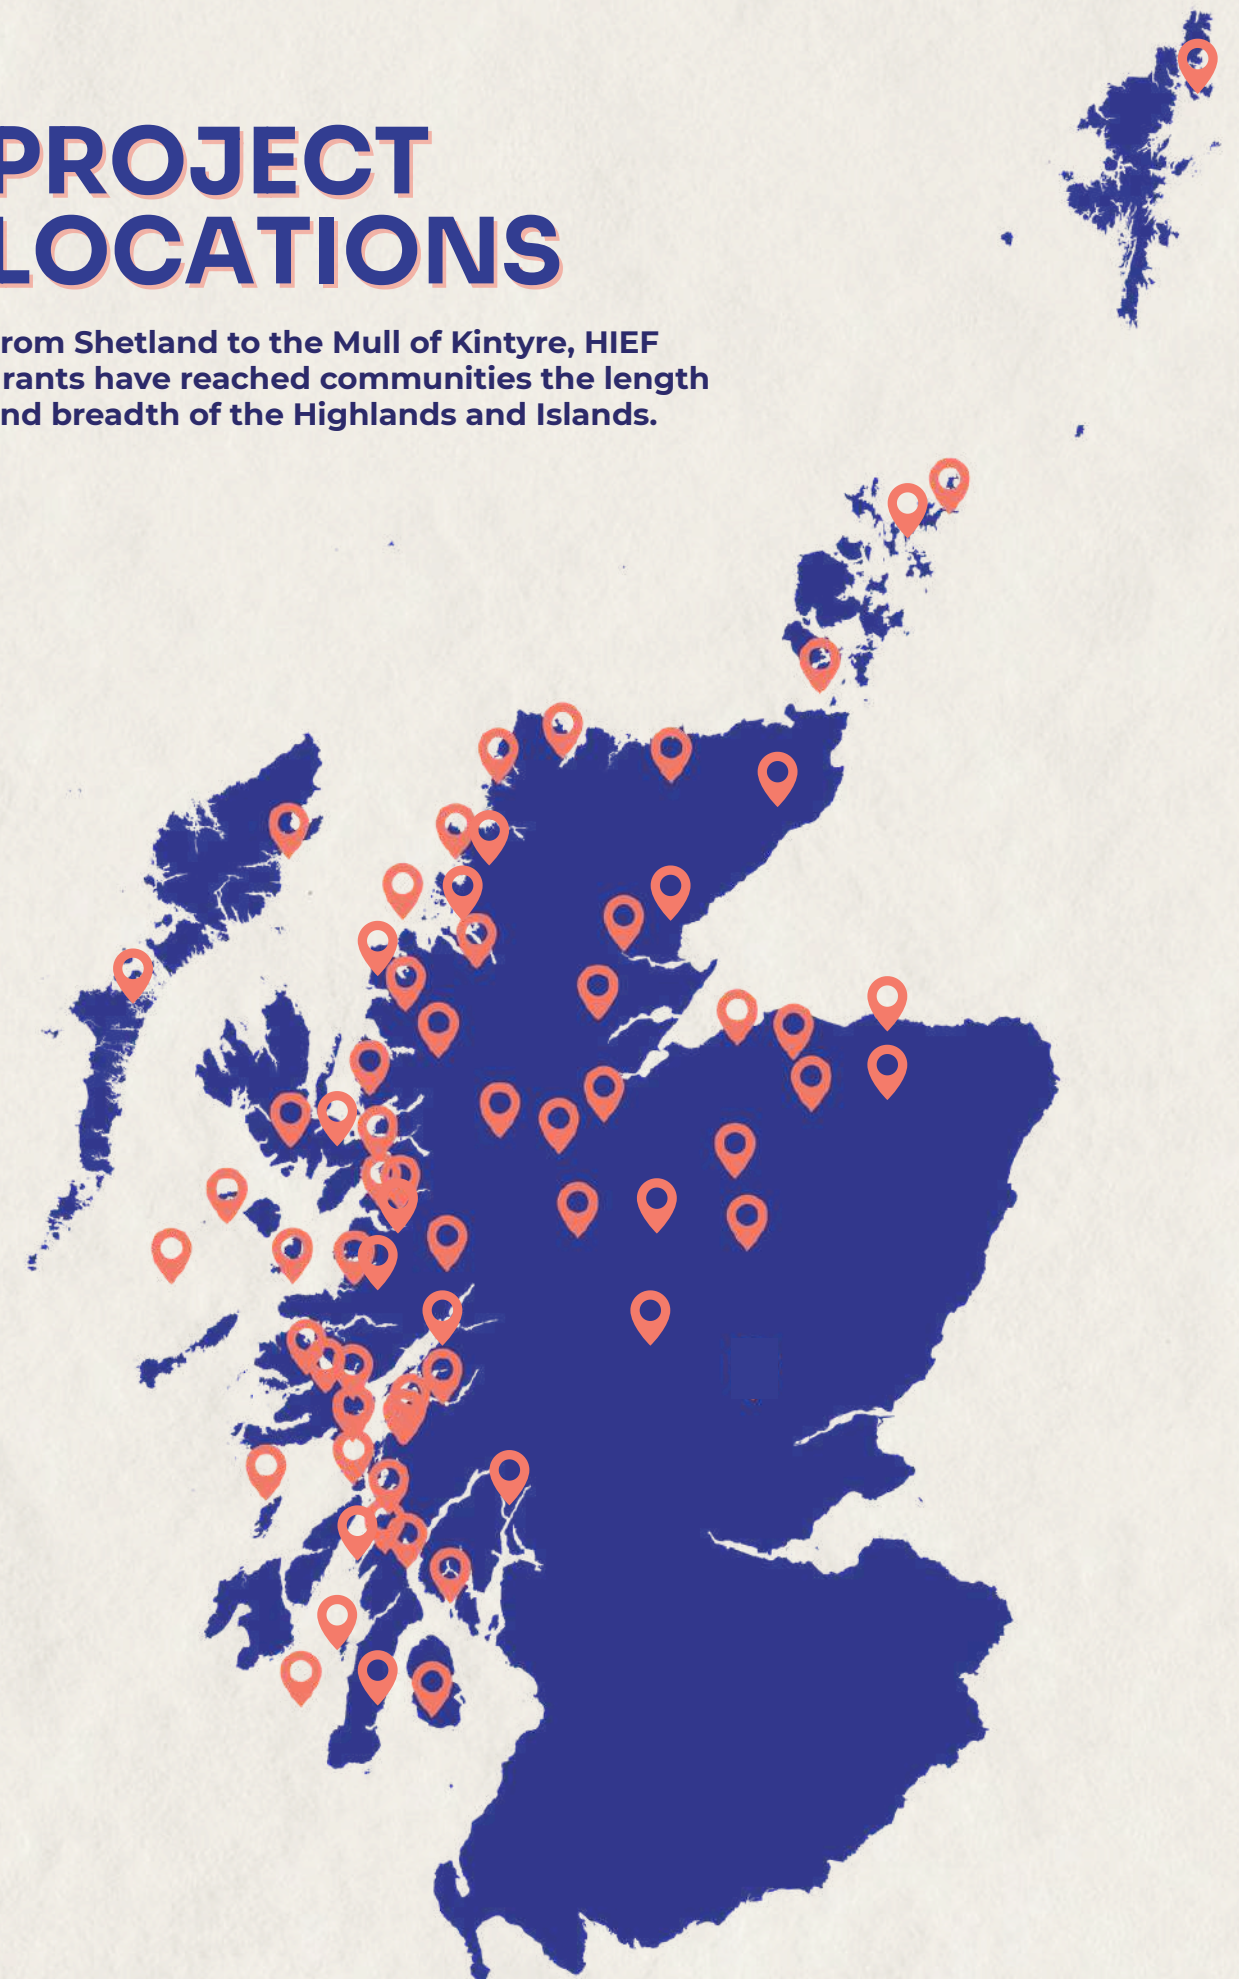 PROJECT
LOCATIONS
rom Shetland to the Mull of Kintyre, HIEF
rants have reached communities the length
nd breadth of the Highlands and Islands.